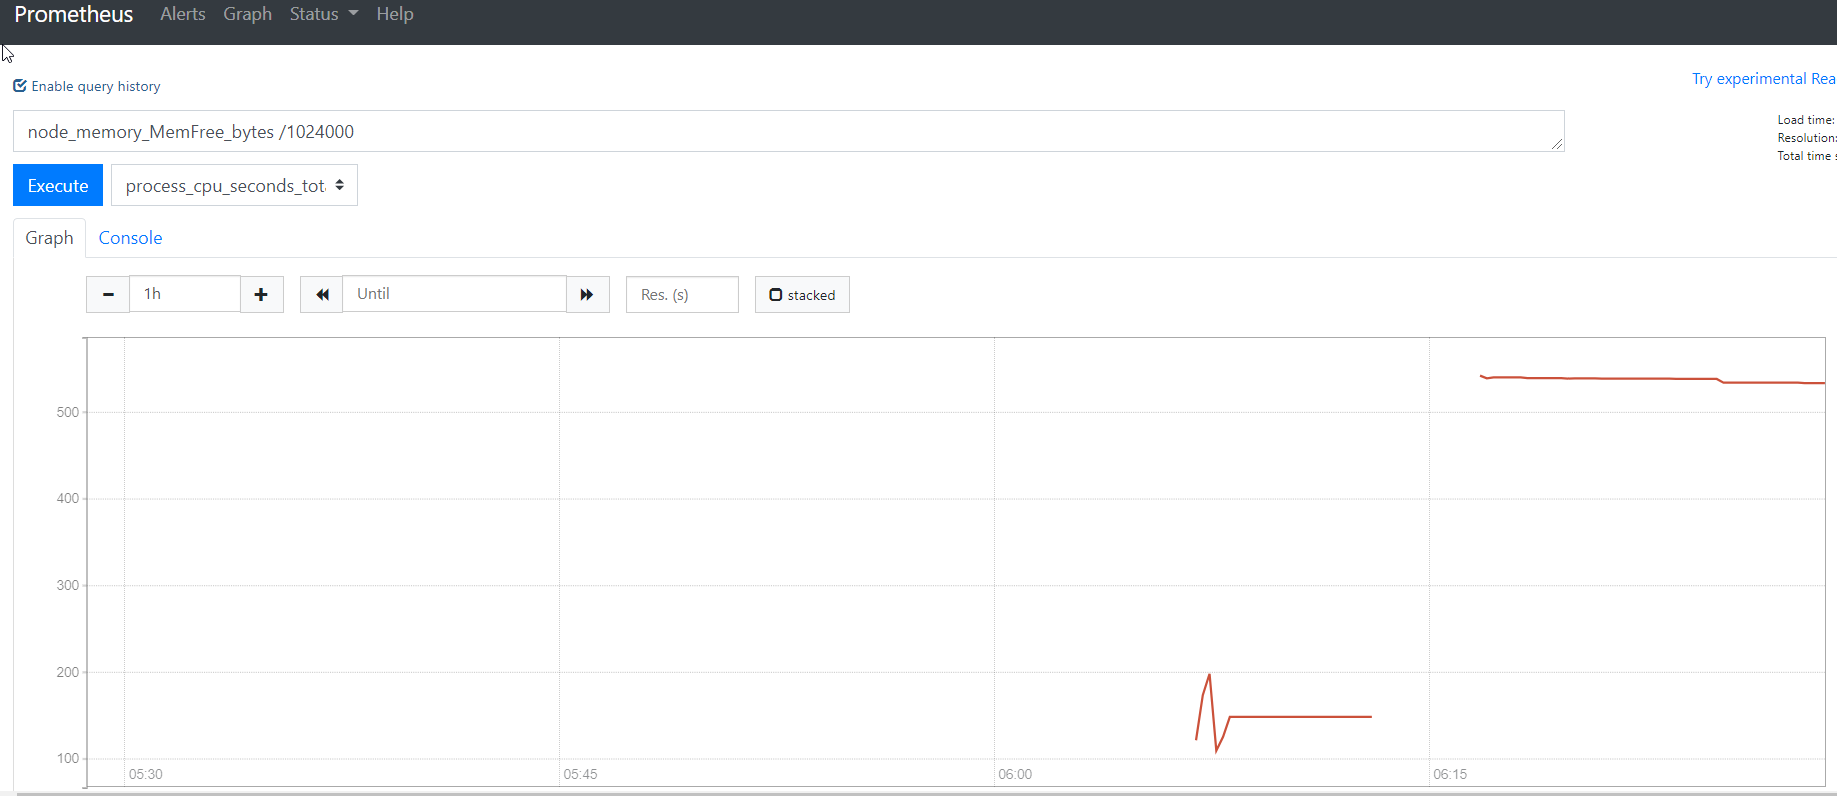 Prometheus Alerts Graph Status Help
Enable query history
Try experimental Rea
node_memory_MemFree_bytes /1024000
Load time:
Resolution:
Total time s
Execute process_cpu_seconds_tot
Graph Console
1h Until Res. (s) stacked
500
400
300
200
100
05:30 05:45 06:00 06:15